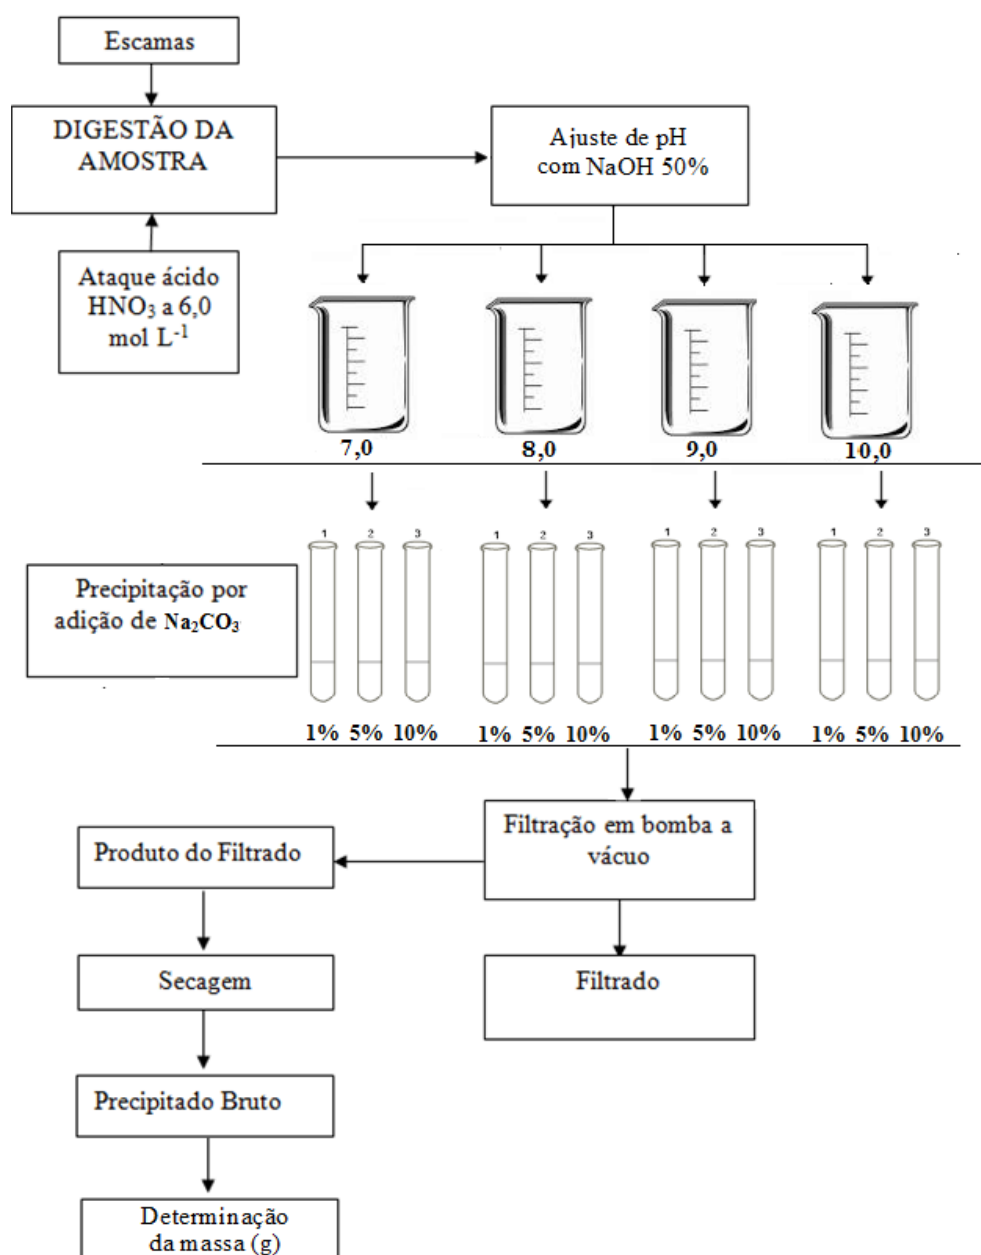 Escamas
DIGESTÃO DA
AMOSTRA
Ajuste de pH
com NaOH 50%
Ataque ácido
HNO₃ a 6,0
mol L⁻¹
7,0 8,0 9,0 10,0
1 2 3 1 2 3 1 2 3 1 2 3
Precipitação por
adição de Na₂CO₃
1% 5% 10% 1% 5% 10% 1% 5% 10% 1% 5% 10%
Filtração em bomba a
vácuo
Produto do Filtrado
Secagem
Filtrado
Precipitado Bruto
Determinação
da massa (g)